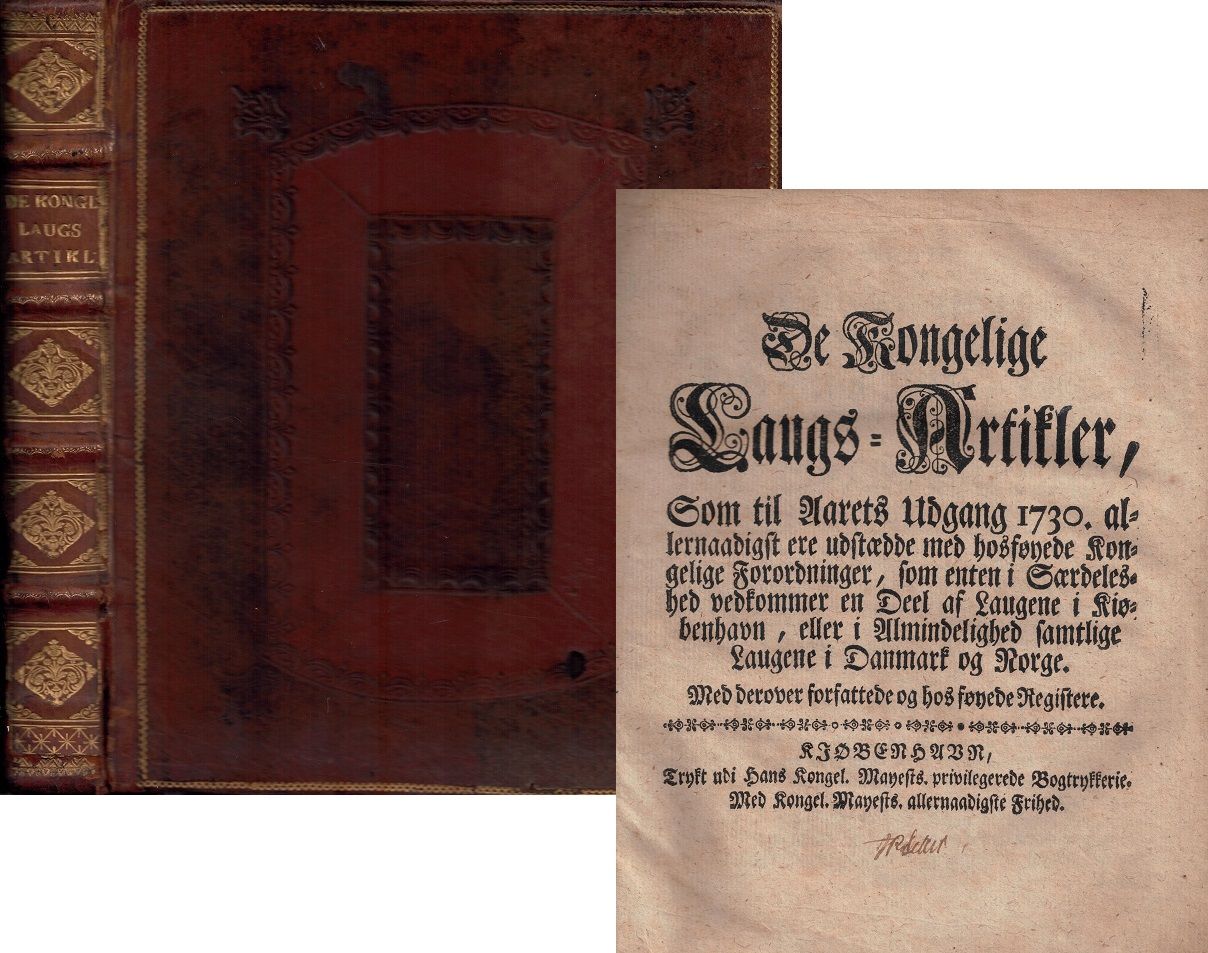 DE KONGL
LAUGS
ARTIKL
De Kongelige
Laugs-Artikler,
Som til Aarets Udgang 1730. al-
lernaadigst ere udstædde med hosføyede Kon-
gelige Forordninger, som enten i Særdeles-
hed vedkommer en Deel af Laugene i Kiø-
benhavn, eller i Almindelighed samtlige
Laugene i Danmark og Norge.
Med derover forfattede og hos føyede Registere.
KJØBENHAVN,
Trykt udi Hans Kongel. Mayests. privilegerede Bogtrykkerie.
Med Kongel. Mayests. allernaadigste Frihed.